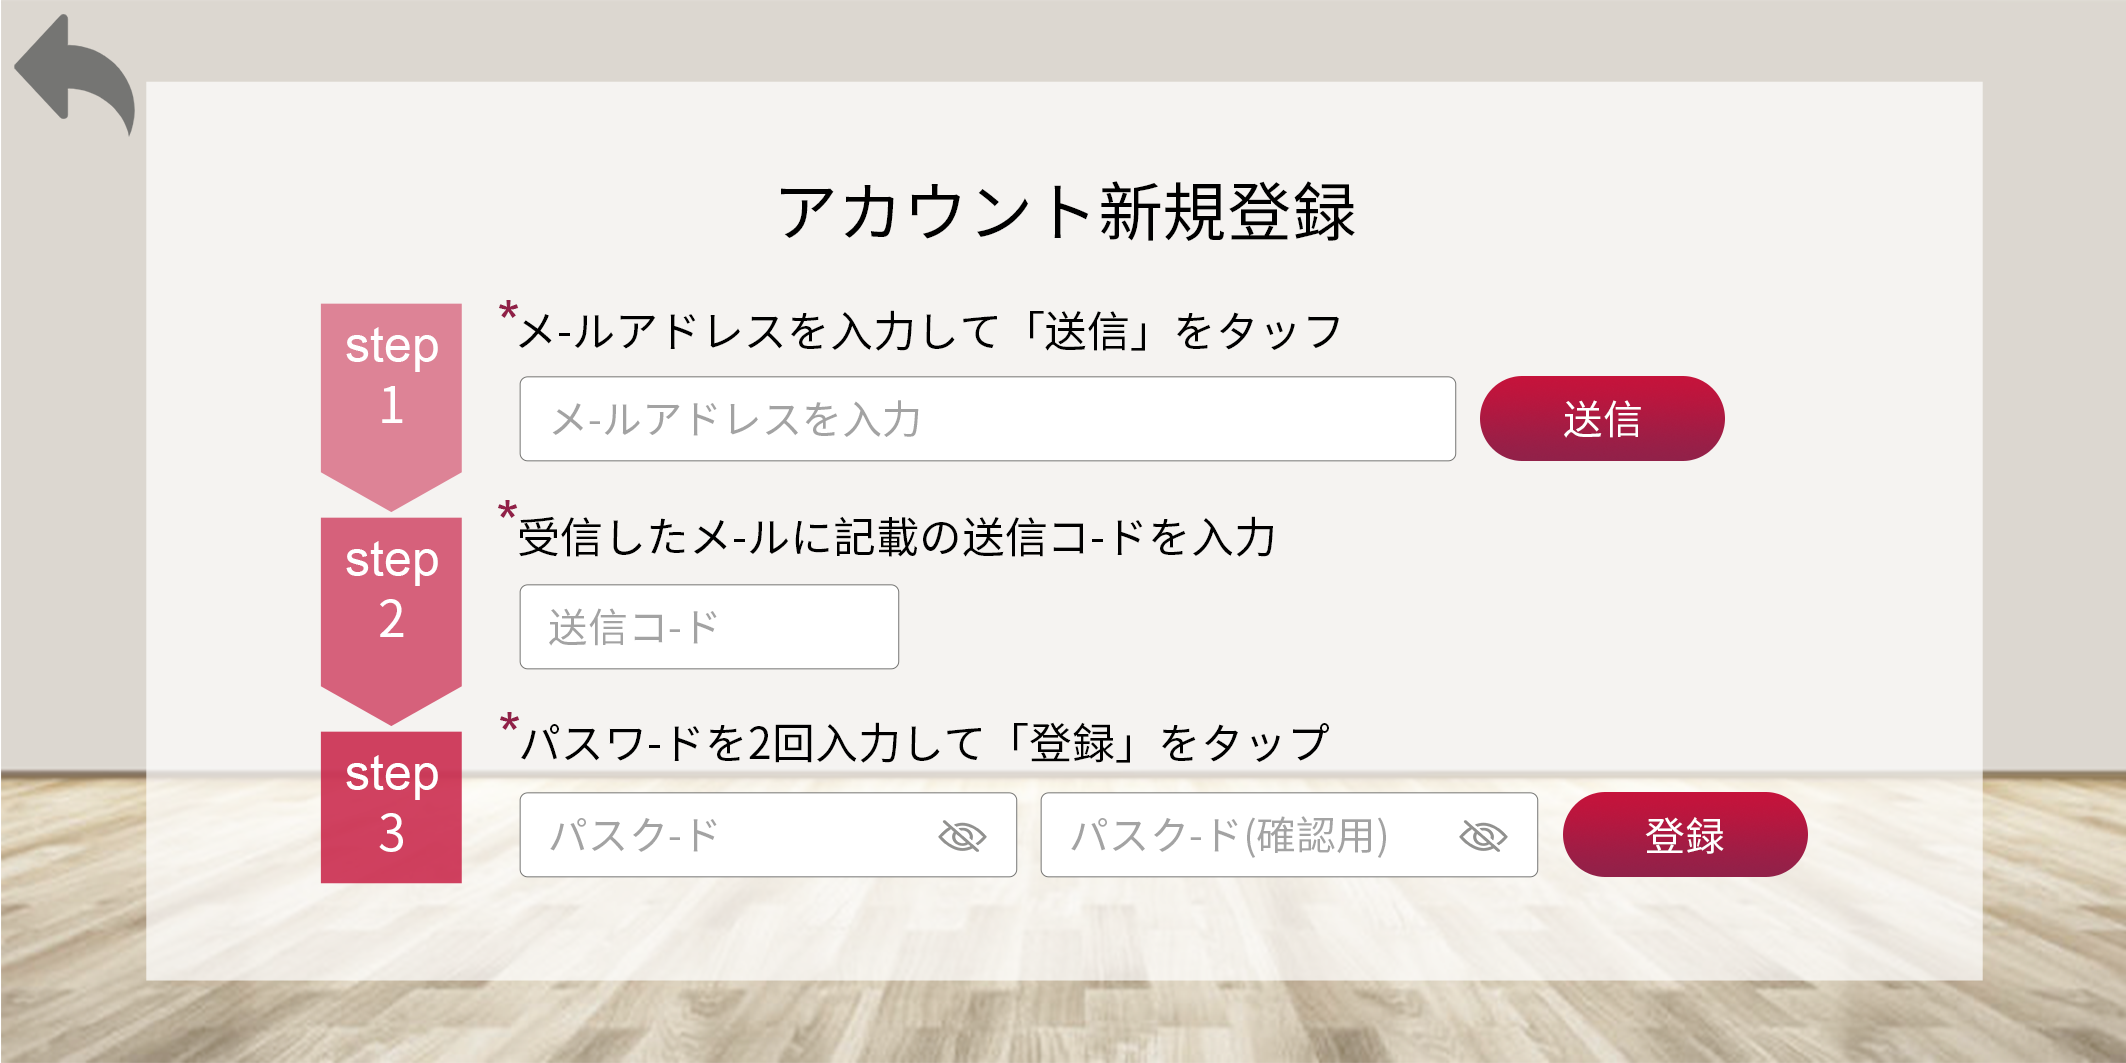 アカウント新規登録
step
1
*メ-ルアドレスを入力して「送信」をタッフ
メ-ルアドレスを入力
送信
step
2
*受信したメ-ルに記載の送信コ-ドを入力
送信コ-ド
step
3
*パスワ-ドを2回入力して「登録」をタップ
パスク-ド
パスク-ド(確認用)
登録